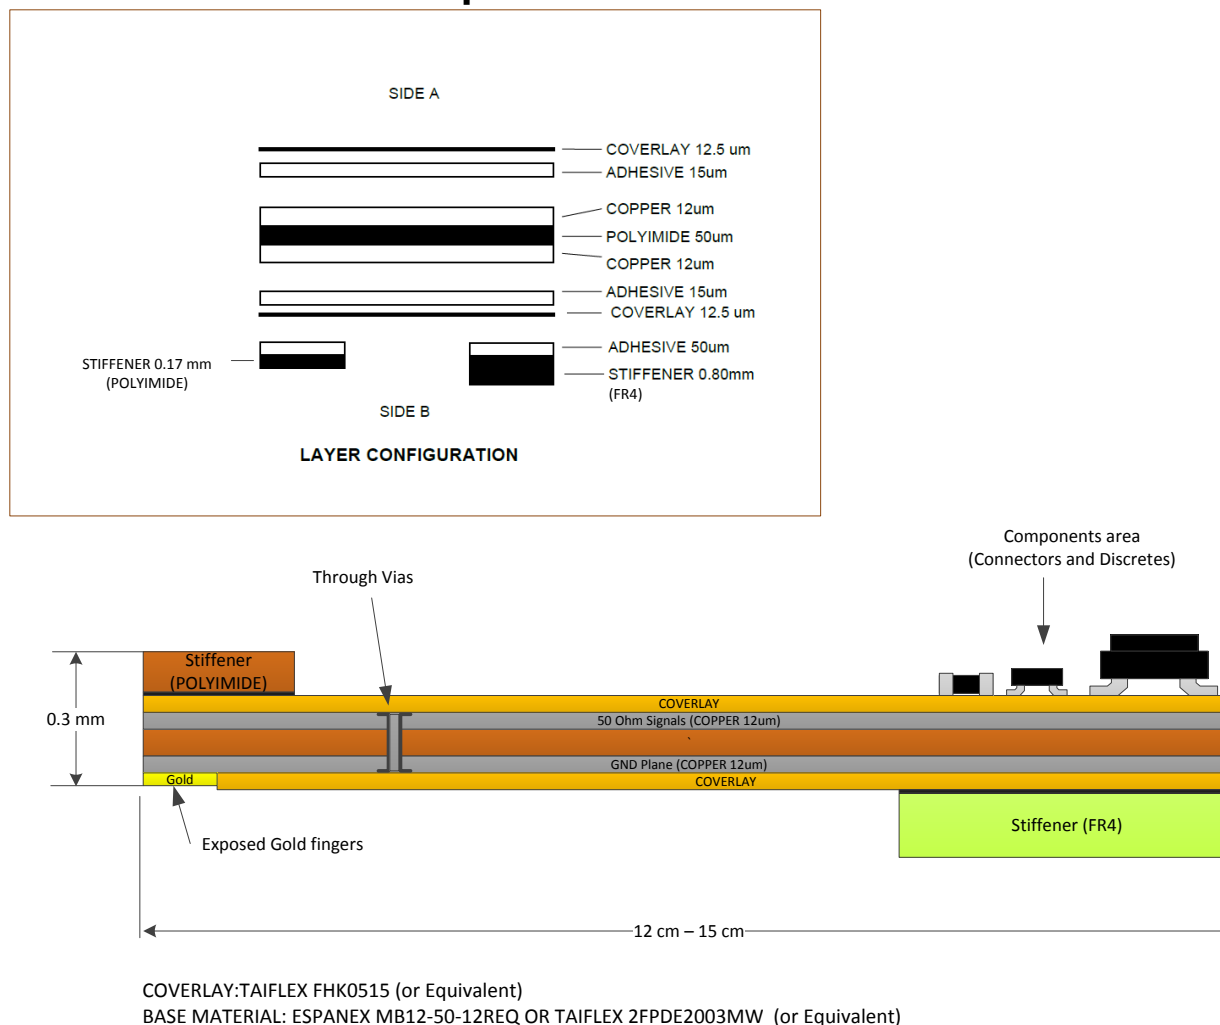 SIDE A
COVERLAY 12.5 um
ADHESIVE 15um
COPPER 12um
POLYIMIDE 50um
COPPER 12um
ADHESIVE 15um
COVERLAY 12.5 um
ADHESIVE 50um
STIFFENER 0.17 mm
(POLYIMIDE)
STIFFENER 0.80mm
(FR4)
SIDE B
LAYER CONFIGURATION
Components area
(Connectors and Discretes)
Through Vias
Stiffener
(POLYIMIDE)
0.3 mm
COVERLAY
50 Ohm Signals (COPPER 12um)
`
GND Plane (COPPER 12um)
Gold
COVERLAY
Stiffener (FR4)
Exposed Gold fingers
12 cm – 15 cm
COVERLAY:TAIFLEX FHK0515 (or Equivalent)
BASE MATERIAL: ESPANEX MB12-50-12REQ OR TAIFLEX 2FPDE2003MW  (or Equivalent)